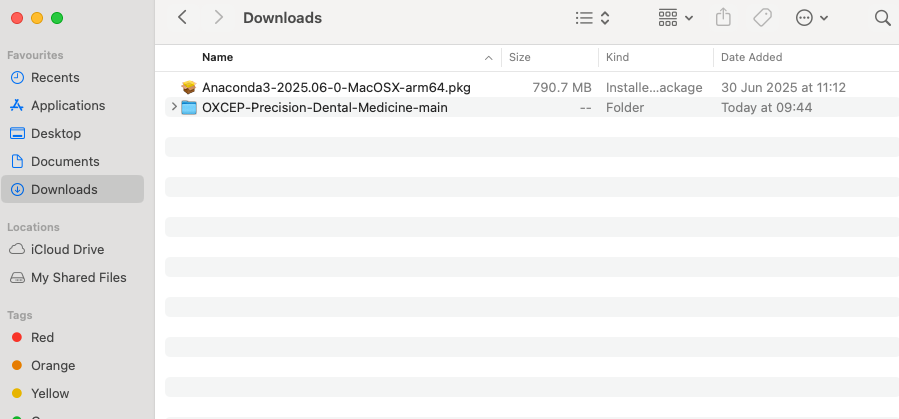 Downloads
Favourites
Recents
Applications
Desktop
Documents
Downloads
Locations
iCloud Drive
My Shared Files
Tags
Red
Orange
Yellow
Name Size Kind Date Added
Anaconda3-2025.06-0-MacOSX-arm64.pkg 790.7 MB Installe...ackage 30 Jun 2025 at 11:12
OXCEP-Precision-Dental-Medicine-main -- Folder Today at 09:44